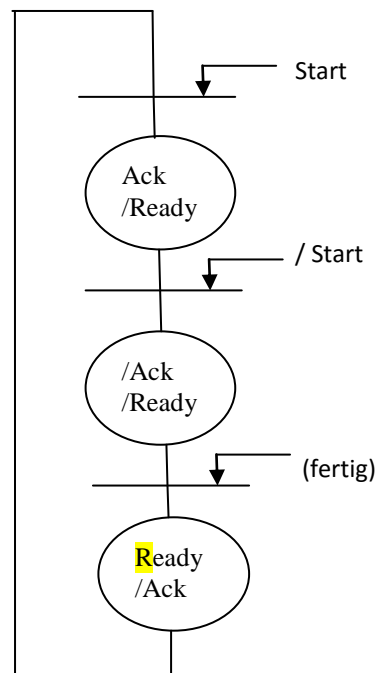 Start
Ack
/Ready
/ Start
/Ack
/Ready
(fertig)
Ready
/Ack